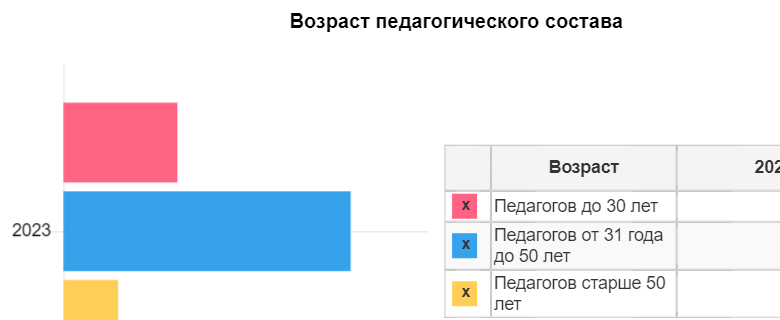 Возраст педагогического состава
2023
Возраст
x Педагогов до 30 лет
x Педагогов от 31 года
до 50 лет
x Педагогов старше 50
лет